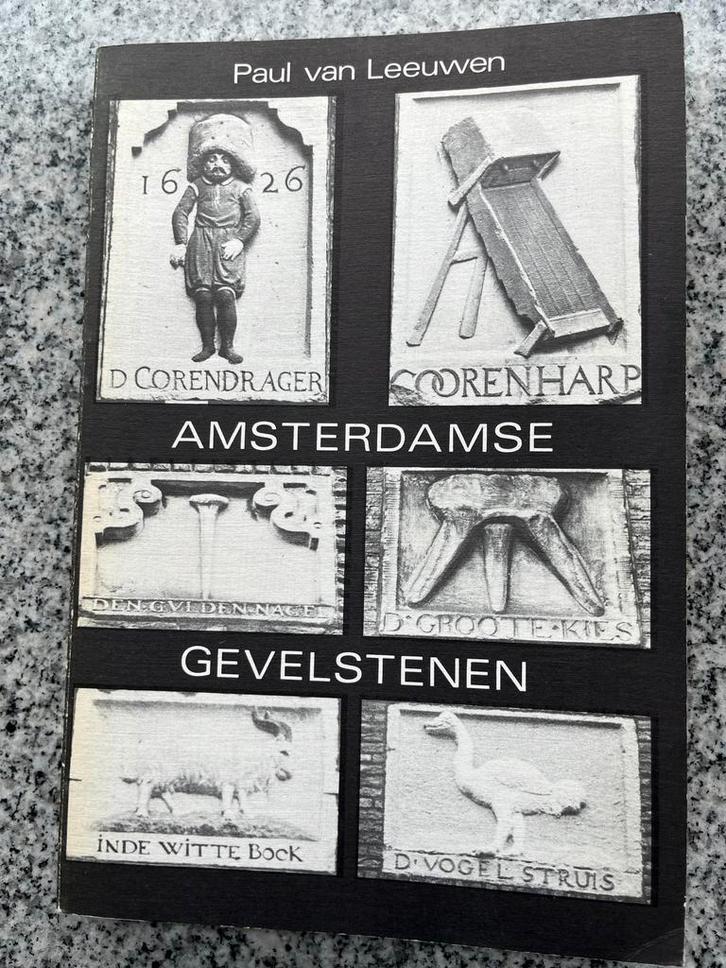 Paul van Leeuwen
16 26
D CORENDRAGER
COORENHARP
AMSTERDAMSE
DEN·GVLDEN·NAGEL
D'GROOTE·KIES
GEVELSTENEN
INDE WITTE BOCK
D'VOGEL STRUIS